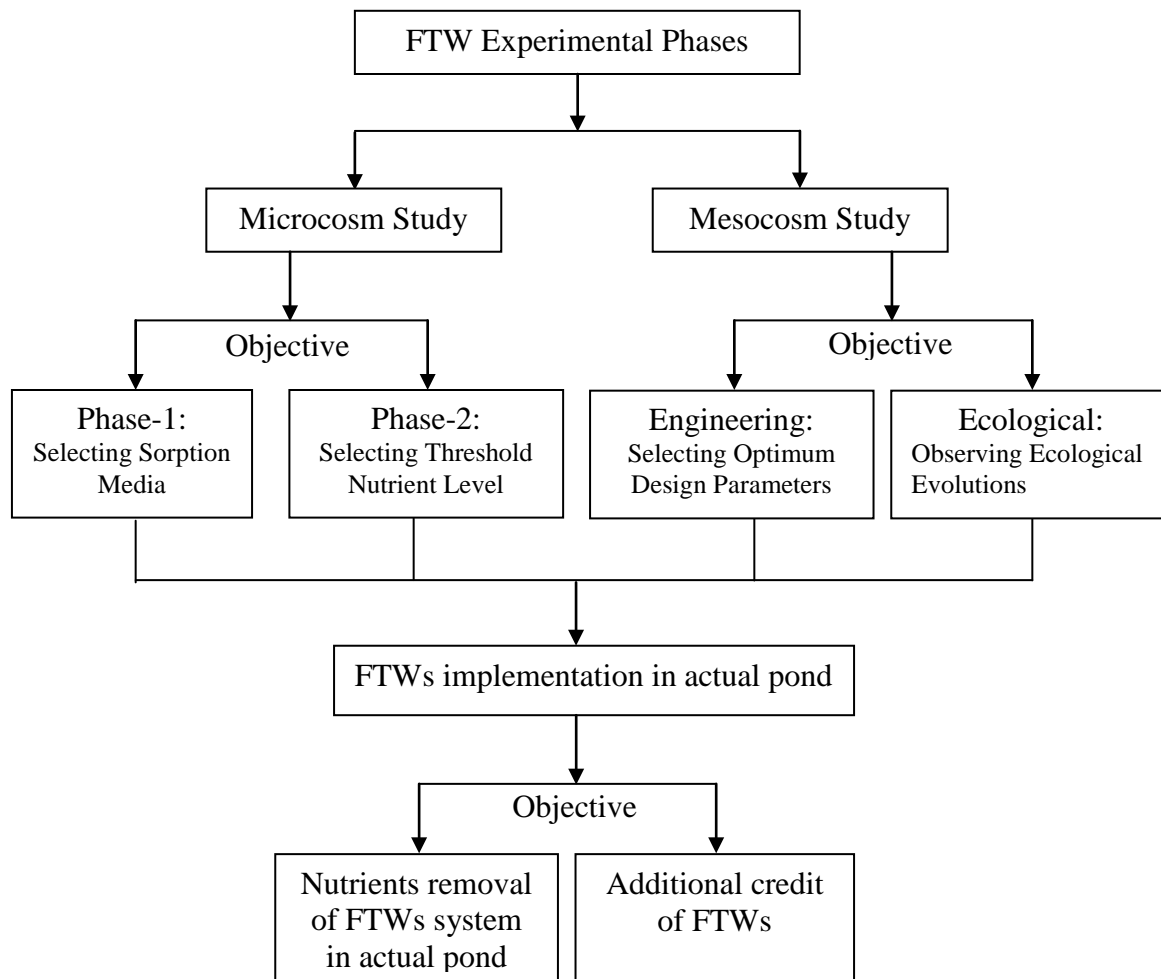 FTW Experimental Phases
Microcosm Study
Mesocosm Study
Objective
Objective
Phase-1:
Selecting Sorption
Media
Phase-2:
Selecting Threshold
Nutrient Level
Engineering:
Selecting Optimum
Design Parameters
Ecological:
Observing Ecological
Evolutions
FTWs implementation in actual pond
Objective
Nutrients removal
of FTWs system
in actual pond
Additional credit
of FTWs